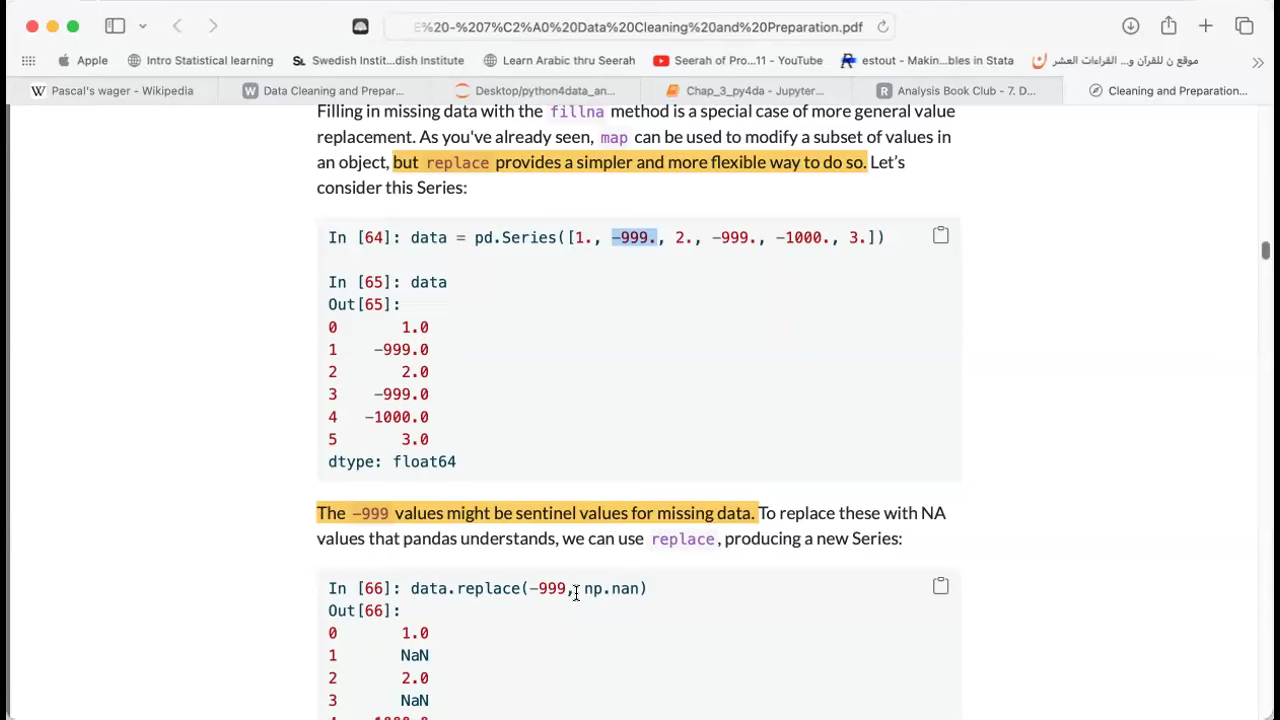 E%20-%207%C2%A0%20Data%20Cleaning%20and%20Preparation.pdf
Apple
Intro Statistical learning
Swedish Instit...dish Institute
Learn Arabic thru Seerah
Seerah of Pro...11 - YouTube
estout - Makin...bles in Stata
موقع ن للقرآن و... القراءات العشر
Pascal's wager - Wikipedia
Data Cleaning and Prepar...
Desktop/python4data_an...
Chap_3_py4da - Jupyter...
Analysis Book Club - 7. D...
Cleaning and Preparation...
Filling in missing data with the fillna method is a special case of more general value
replacement. As you've already seen, map can be used to modify a subset of values in
an object, but replace provides a simpler and more flexible way to do so. Let's
consider this Series:
In [64]: data = pd.Series([1., -999., 2., -999., -1000., 3.])
In [65]: data
Out[65]:
0 1.0
1 -999.0
2 2.0
3 -999.0
4 -1000.0
5 3.0
dtype: float64
The -999 values might be sentinel values for missing data. To replace these with NA
values that pandas understands, we can use replace, producing a new Series:
In [66]: data.replace(-999, np.nan)
Out[66]:
0 1.0
1 NaN
2 2.0
3 NaN
4 -1000.0